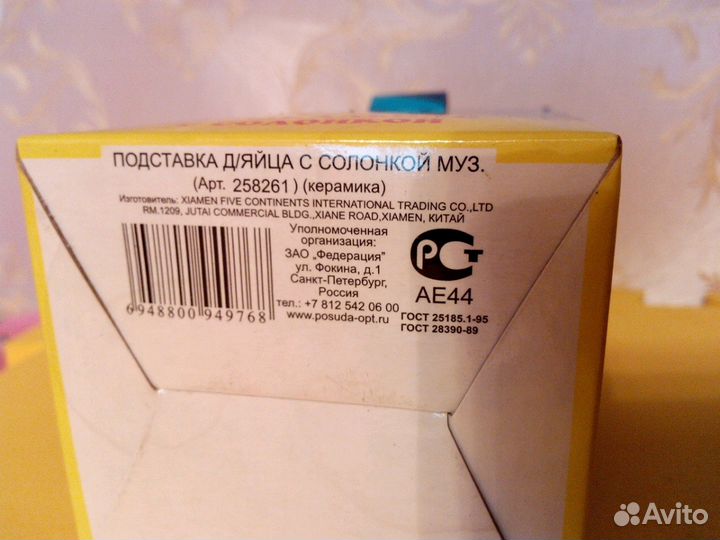 солонкой
ПОДСТАВКА Д/ЯЙЦА С СОЛОНКОЙ МУЗ.
(Арт. 258261) (керамика)
Изготовитель: XIAMEN FIVE CONTINENTS INTERNATIONAL TRADING CO.,LTD
RM.1209, JUTAI COMMERCIAL BLDG.,XIANE ROAD,XIAMEN, КИТАЙ
Уполномоченная
организация:
ЗАО „Федерация"
ул. Фокина, д.1
Санкт-Петербург,
Россия
тел.: +7 812 542 06 00
www.posuda-opt.ru
6948800949768
РСТ
АЕ44
ГОСТ 25185.1-95
ГОСТ 28390-89
Avito